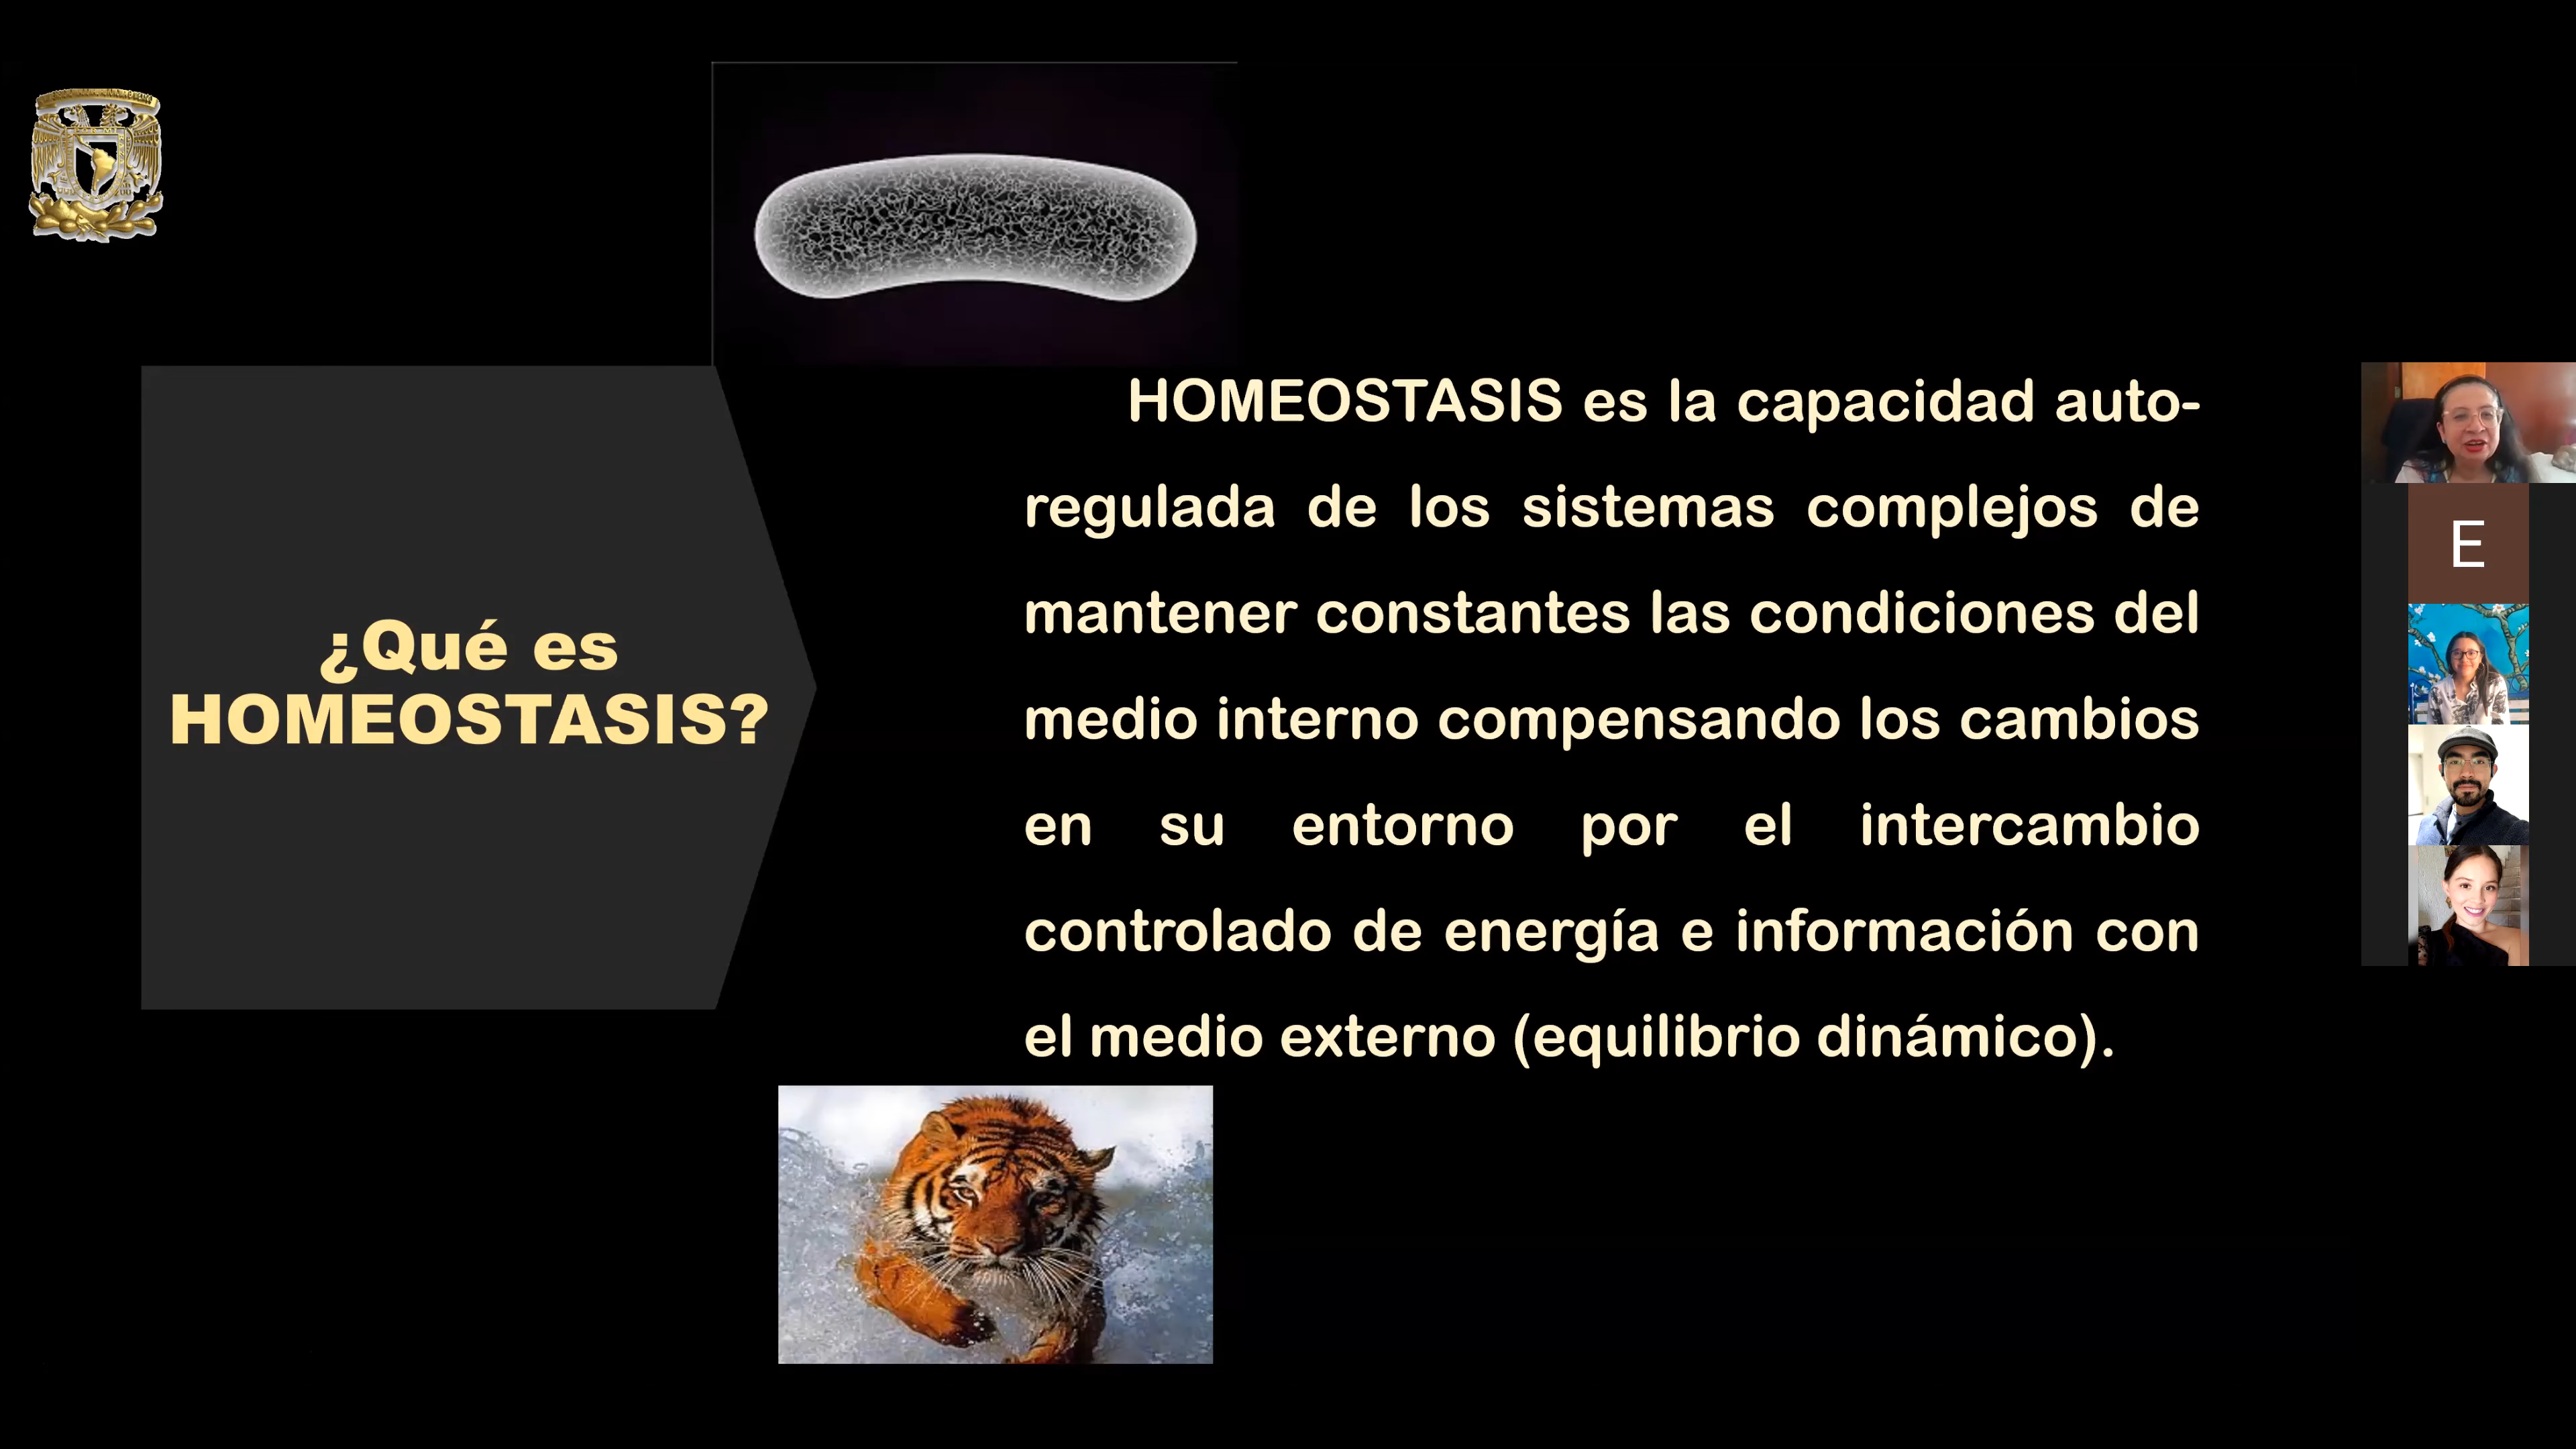 ¿Qué es
HOMEOSTASIS?
HOMEOSTASIS es la capacidad auto-
regulada de los sistemas complejos de
mantener constantes las condiciones del
medio interno compensando los cambios
en su entorno por el intercambio
controlado de energía e información con
el medio externo (equilibrio dinámico).
E